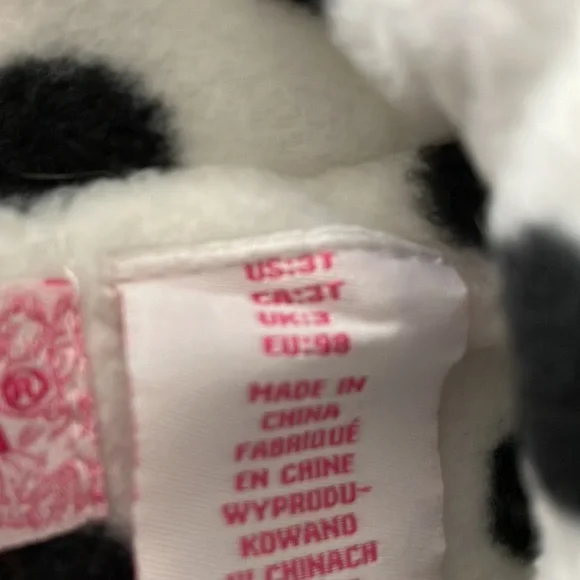 US:3T
CA:3T
UK:3
EU:98
MADE IN
CHINA
FABRIQUÉ
EN CHINE
WYPRODU-
KOWANO
W CHINACH
®